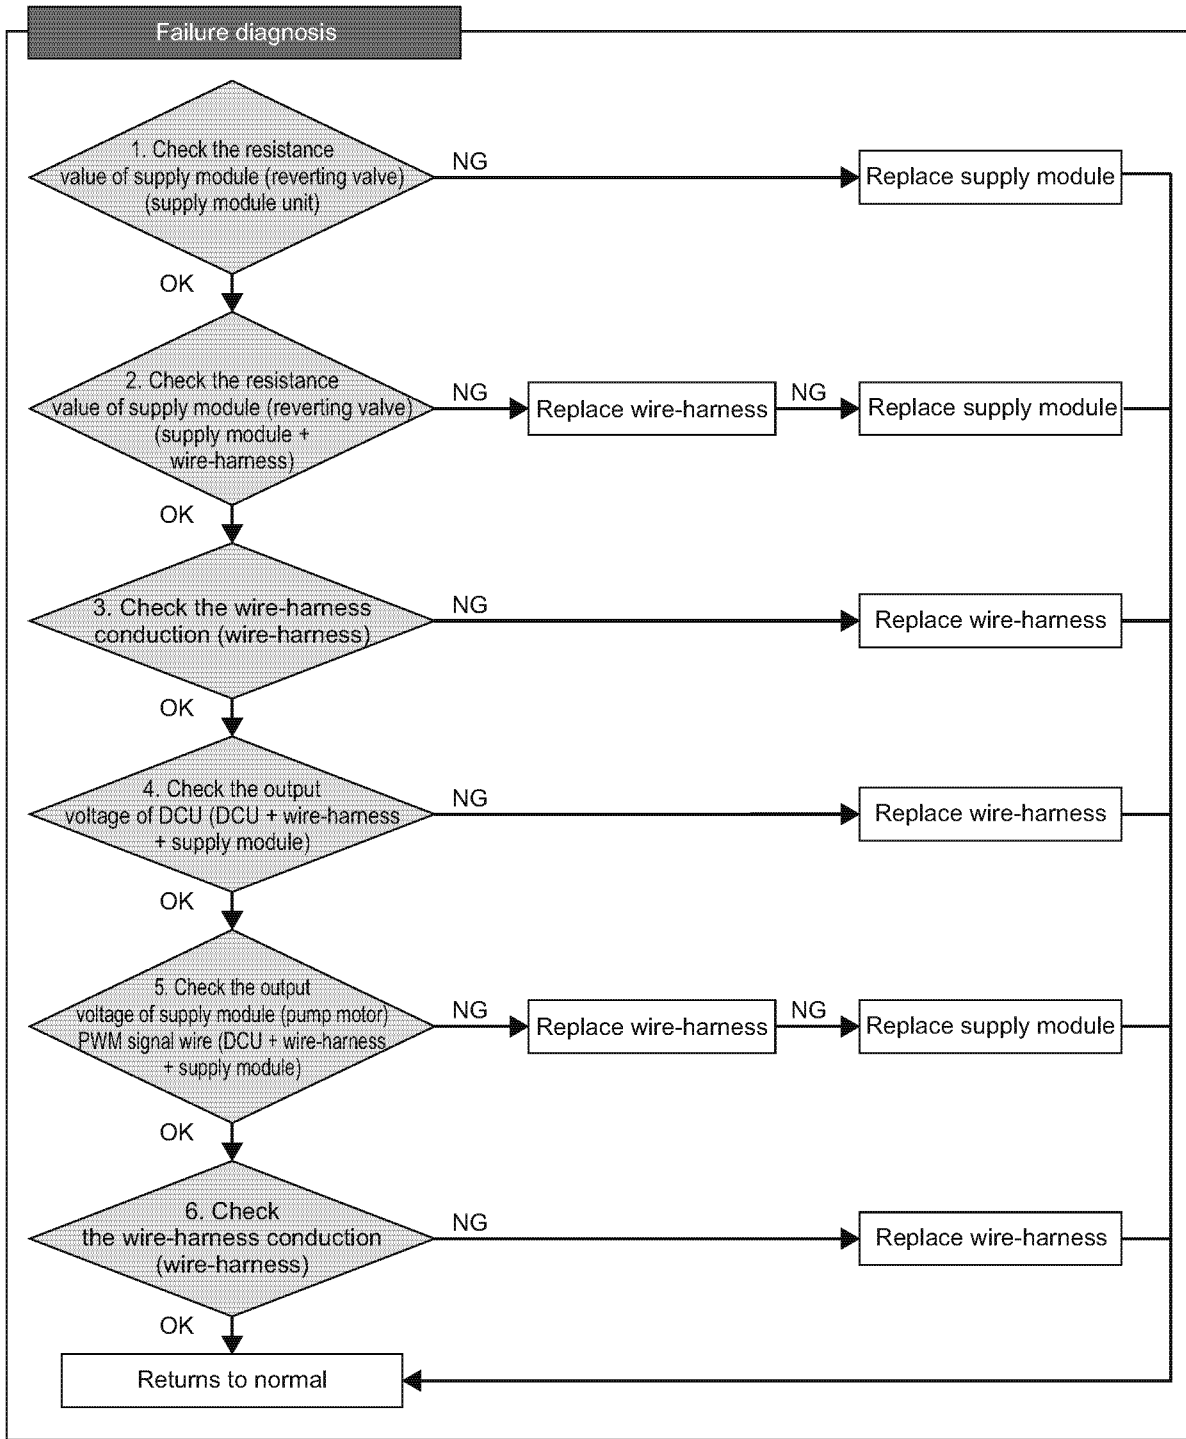 Failure diagnosis
1. Check the resistance
value of supply module (reverting valve)
(supply module unit)
NG
Replace supply module
OK
2. Check the resistance
value of supply module (reverting valve)
(supply module +
wire-harness)
NG
Replace wire-harness
NG
Replace supply module
OK
3. Check the wire-harness
conduction (wire-harness)
NG
Replace wire-harness
OK
4. Check the output
voltage of DCU (DCU + wire-harness
+ supply module)
NG
Replace wire-harness
OK
5. Check the output
voltage of supply module (pump motor)
PWM signal wire (DCU + wire-harness
+ supply module)
NG
Replace wire-harness
NG
Replace supply module
OK
6. Check
the wire-harness conduction
(wire-harness)
NG
Replace wire-harness
OK
Returns to normal